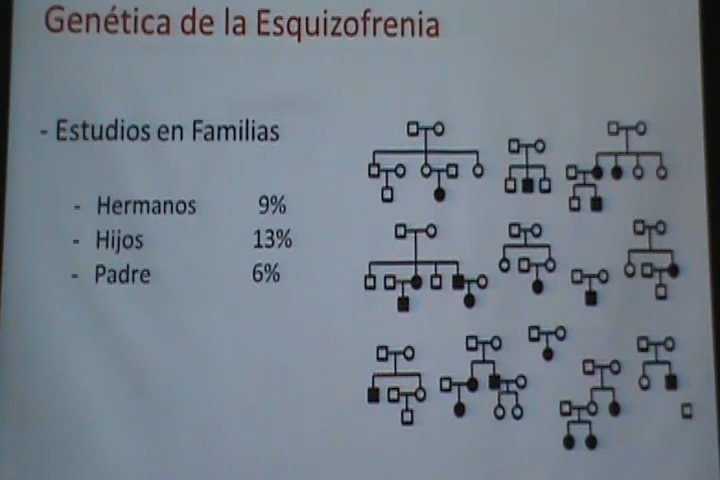 Genética de la Esquizofrenia
- Estudios en Familias
- Hermanos 9%
- Hijos 13%
- Padre 6%